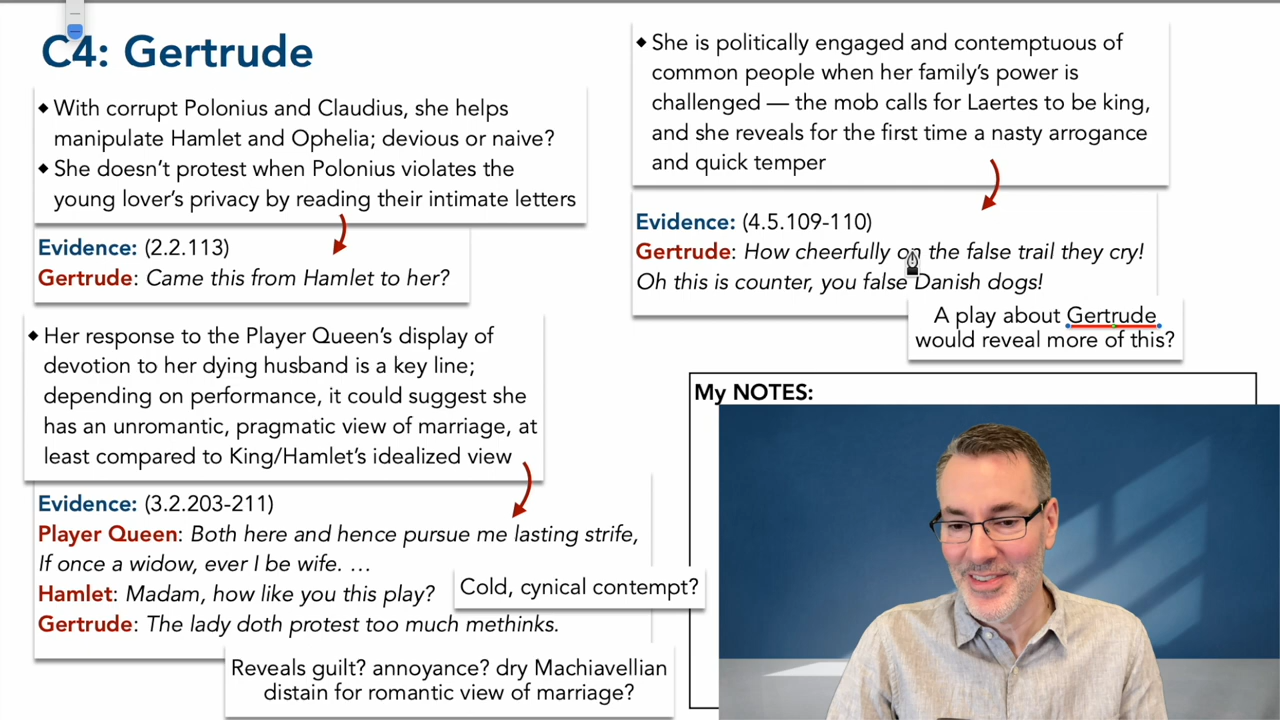 C4: Gertrude
◆ With corrupt Polonius and Claudius, she helps
manipulate Hamlet and Ophelia; devious or naive?
◆ She doesn't protest when Polonius violates the
young lover's privacy by reading their intimate letters
Evidence: (2.2.113)
Gertrude: Came this from Hamlet to her?
◆ Her response to the Player Queen's display of
devotion to her dying husband is a key line;
depending on performance, it could suggest she
has an unromantic, pragmatic view of marriage, at
least compared to King/Hamlet's idealized view
Evidence: (3.2.203-211)
Player Queen: Both here and hence pursue me lasting strife,
If once a widow, ever I be wife. …
Hamlet: Madam, how like you this play?
Gertrude: The lady doth protest too much methinks.
Cold, cynical contempt?
Reveals guilt? annoyance? dry Machiavellian
distain for romantic view of marriage?
◆ She is politically engaged and contemptuous of
common people when her family's power is
challenged — the mob calls for Laertes to be king,
and she reveals for the first time a nasty arrogance
and quick temper
Evidence: (4.5.109-110)
Gertrude: How cheerfully on the false trail they cry!
Oh this is counter, you false Danish dogs!
A play about Gertrude
would reveal more of this?
My NOTES: